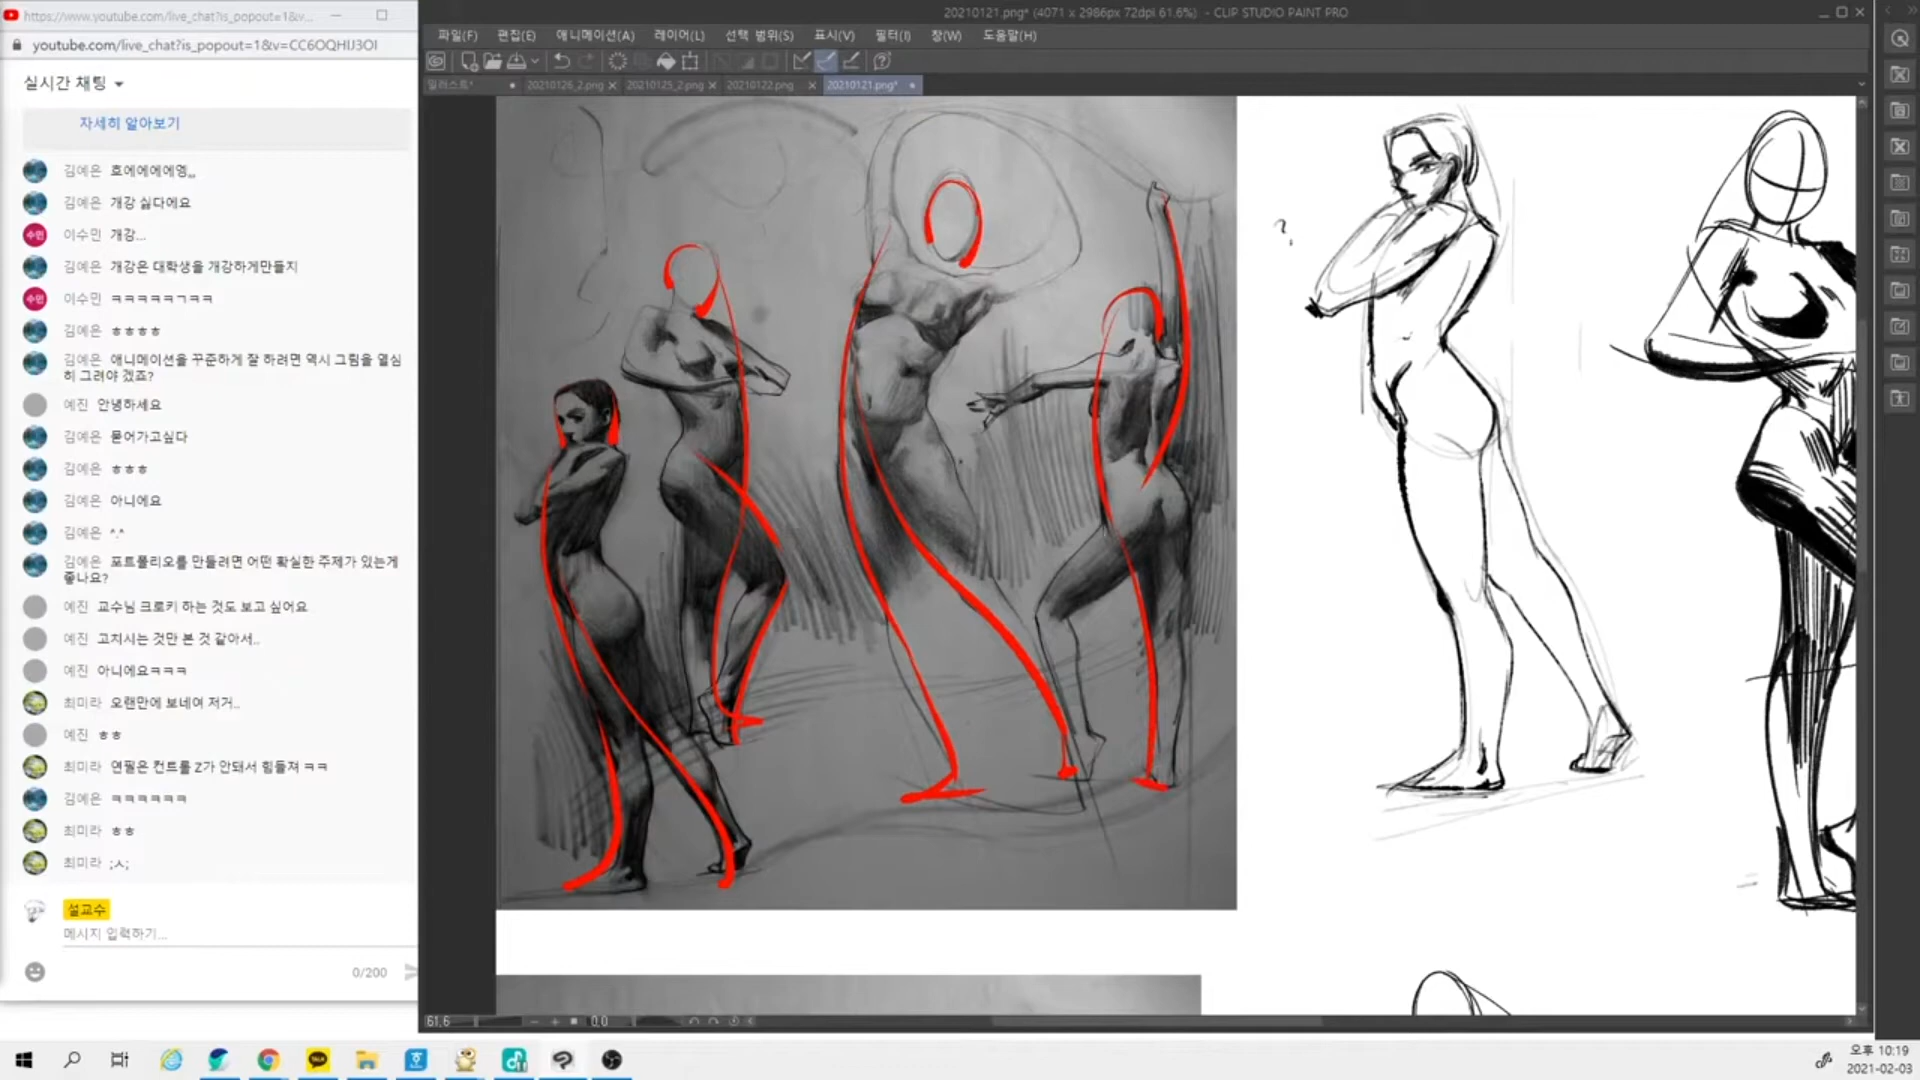 https://www.youtube.com/live_chat?is_popout=1&v...
youtube.com/live_chat?is_popout=1&v=CC6OQHIJ3OI
실시간 채팅
자세히 알아보기
김예은 흐에에에에엥,,,
김예은 개강 싫다에요
수민 이수민 개강...
김예은 개강은 대학생을 개강하게만들지
수민 이수민 ㅋㅋㅋㅋㅋㄱㅋㅋ
김예은 ㅎㅎㅎㅎ
김예은 애니메이션을 꾸준하게 잘 하려면 역시 그림을 열심
히 그려야 겠죠?
예진 안녕하세요
김예은 묻어가고싶다
김예은 ㅎㅎㅎ
김예은 아니에요
김예은 ^.^
김예은 포트폴리오를 만들려면 어떤 확실한 주제가 있는게
좋나요?
예진 교수님 크로키 하는 것도 보고 싶어요
예진 고치시는 것만 본 것 같아서..
예진 아니에요ㅋㅋㅋ
최미라 오랜만에 보네여 저거..
예진 ㅎㅎ
최미라 연필은 컨트롤 Z가 안돼서 힘들져 ㅋㅋ
김예은 ㅋㅋㅋㅋㅋㅋ
최미라 ㅎㅎ
최미라 ;ㅅ;
설교수
메시지 입력하기...
0/200
20210121.png* (4071 x 2986px 72dpi 61.6%) - CLIP STUDIO PAINT PRO
파일(F) 편집(E) 애니메이션(A) 레이어(L) 선택 범위(S) 표시(V) 필터(I) 창(W) 도움말(H)
일러스트* 20210126_2.png 20210125_2.png 20210122.png 20210121.png*
?
61.6 0.0
TALK
오후 10:19
2021-02-03